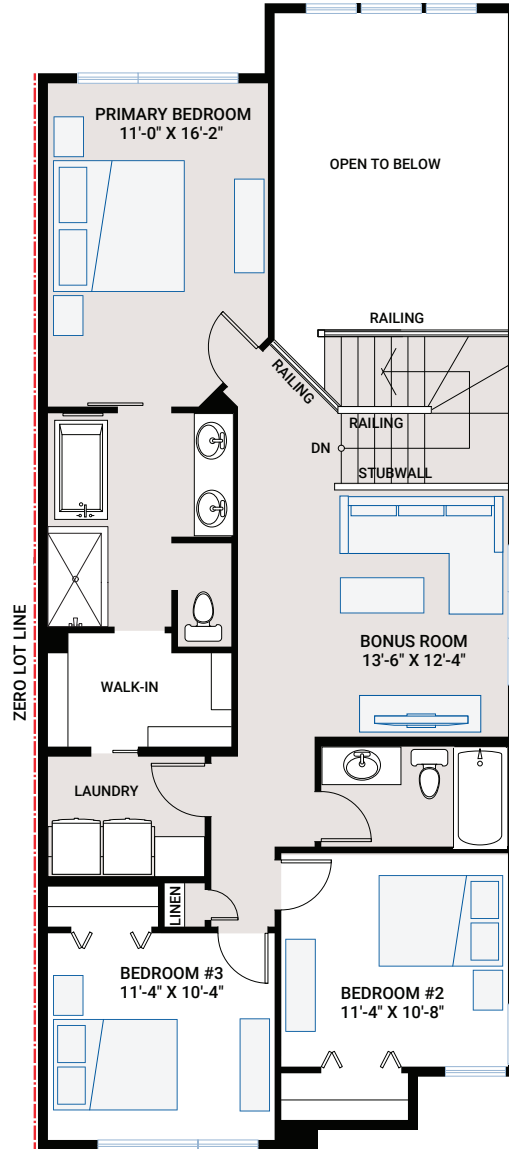 PRIMARY BEDROOM
11'-0" X 16'-2"
OPEN TO BELOW
RAILING
RAILING
RAILING
DN
STUBWALL
ZERO LOT LINE
BONUS ROOM
13'-6" X 12'-4"
WALK-IN
LAUNDRY
LINEN
BEDROOM #3
11'-4" X 10'-4"
BEDROOM #2
11'-4" X 10'-8"